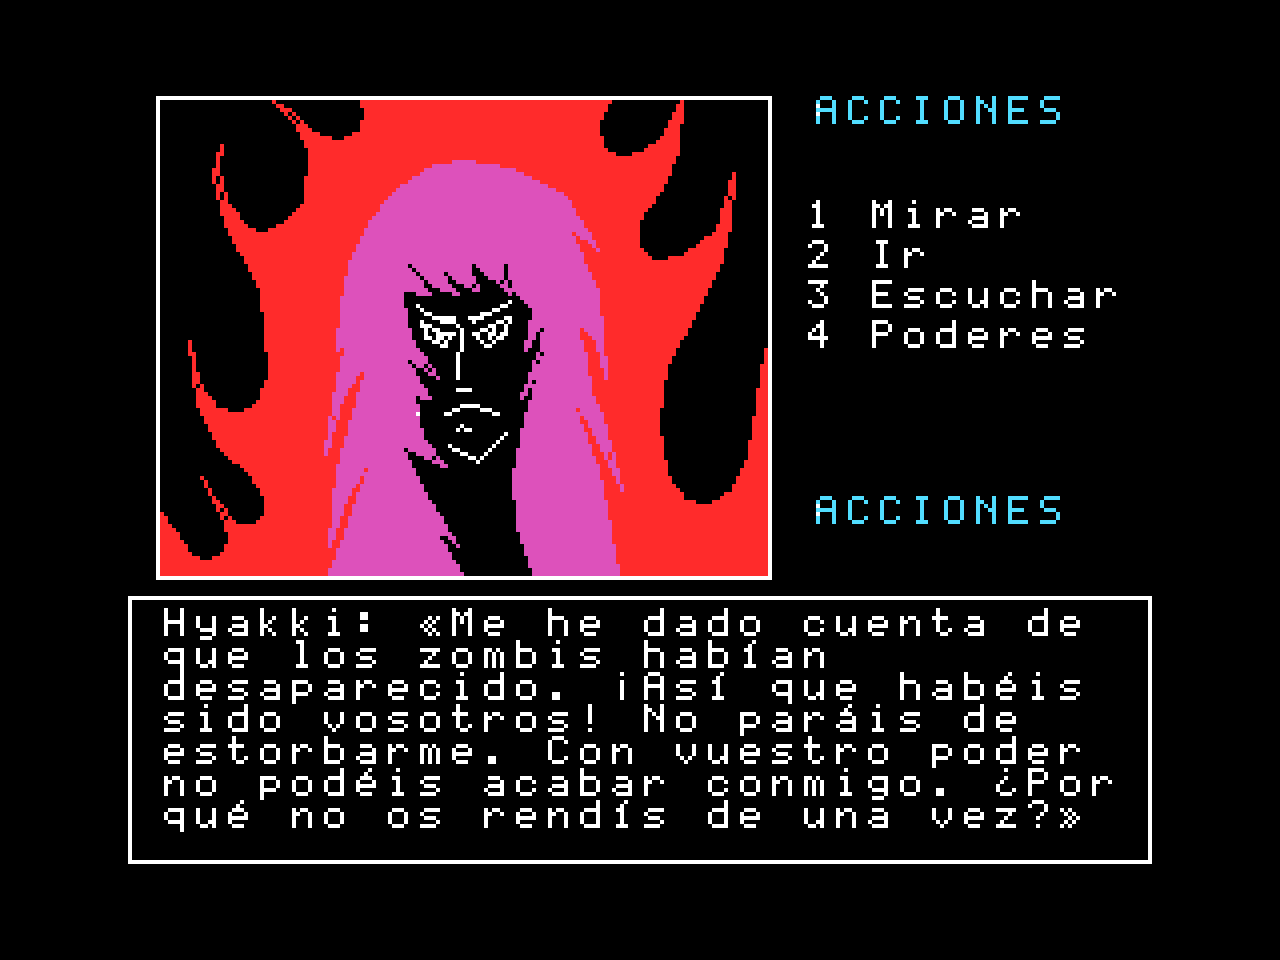 ACCIONES
1 Mirar
2 Ir
3 Escuchar
4 Poderes
ACCIONES
Hyakki: «Me he dado cuenta de
que los zombis habían
desaparecido. ¡Así que habéis
sido vosotros! No paráis de
estorbarme. Con vuestro poder
no podéis acabar conmigo. ¿Por
qué no os rendís de una vez?»